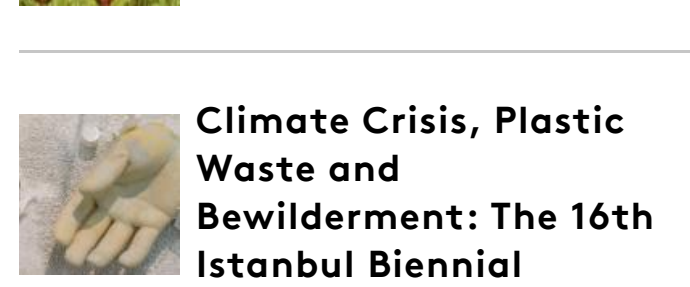 Climate Crisis, Plastic
Waste and
Bewilderment: The 16th
Istanbul Biennial